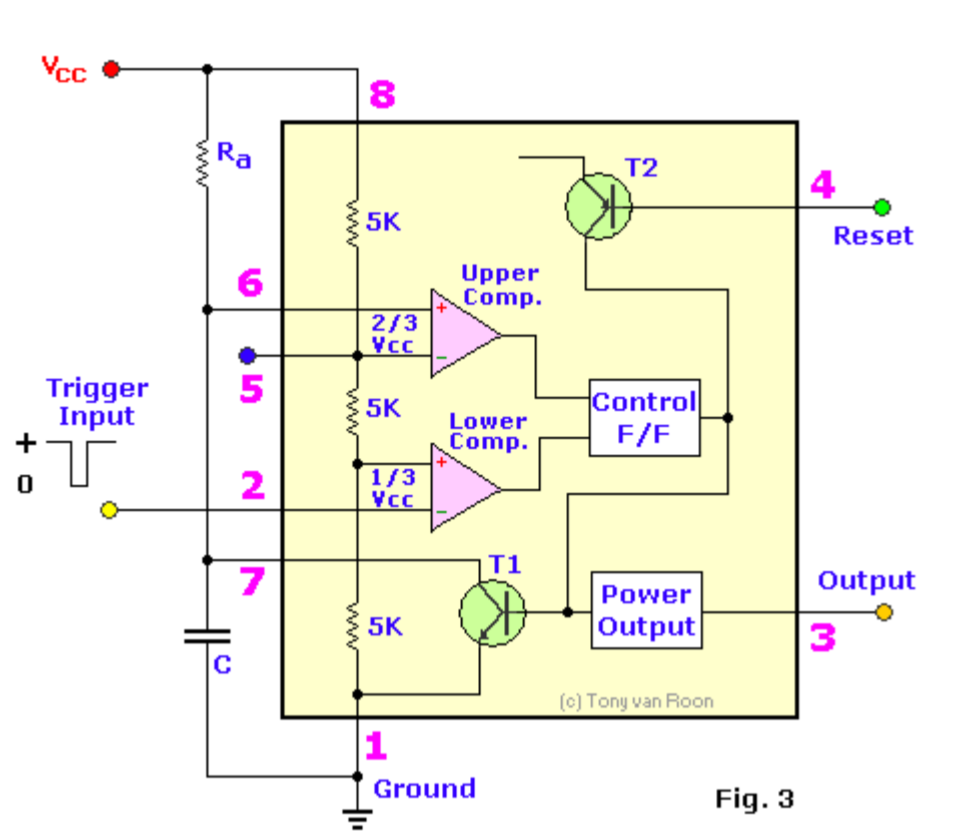 VCC
8
Ra
T2
4
Reset
5K
6
Upper
Comp.
+
2/3
Vcc
-
5
Trigger
Input
+
0
5K
Control
F/F
Lower
Comp.
+
1/3
Vcc
-
2
T1
7
Power
Output
Output
3
5K
C
(c) Tony van Roon
1
Ground
Fig. 3